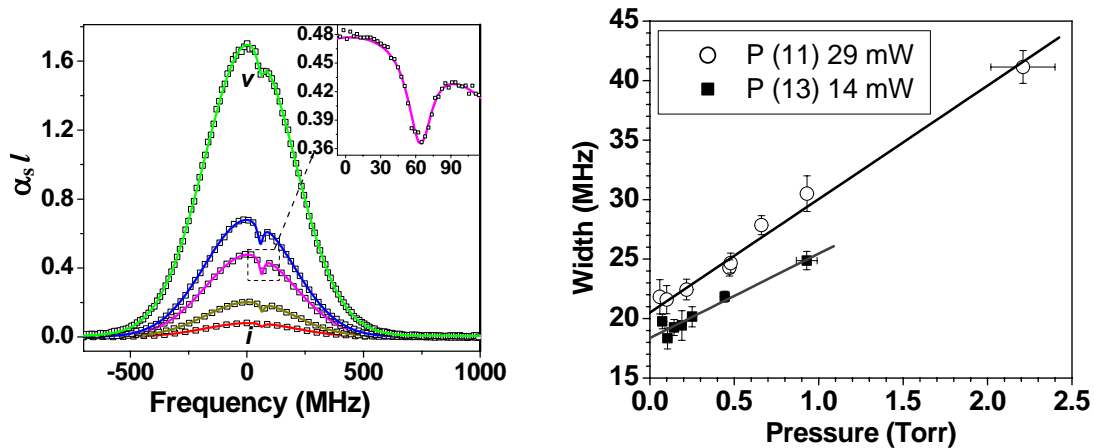 1.6
1.2
0.8
0.4
0.0
αs l
-500 0 500 1000
Frequency (MHz)
v
i
0.48
0.45
0.42
0.39
0.36
0 30 60 90
45
40
35
30
25
20
15
Width (MHz)
P (11) 29 mW
P (13) 14 mW
0.0 0.5 1.0 1.5 2.0 2.5
Pressure (Torr)